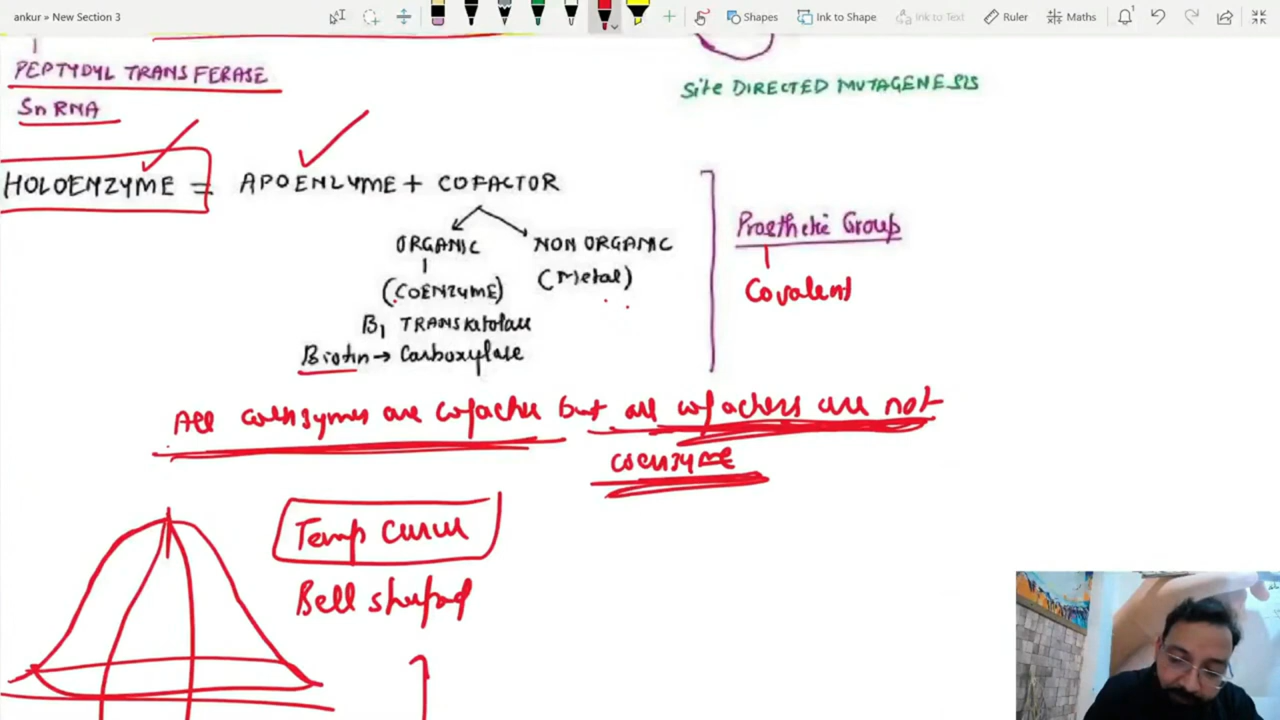 ankur » New Section 3
Shapes
Ink to Shape
Ink to Text
Ruler
Maths
PEPTYDYL TRANSFERASE
SnRNA
Site DIRECTED MUTAGENESIS
HOLOENZYME = APOENZYME + COFACTOR
ORGANIC
NON ORGANIC
(COENZYME)
(Metal)
B1 TRANSKetolase
Biotin → Carboxylase
Prosthetic Group
Covalent
All coenzymes are cofactor but all cofactors are not
coenzyme
Temp Curve
Bell shaped